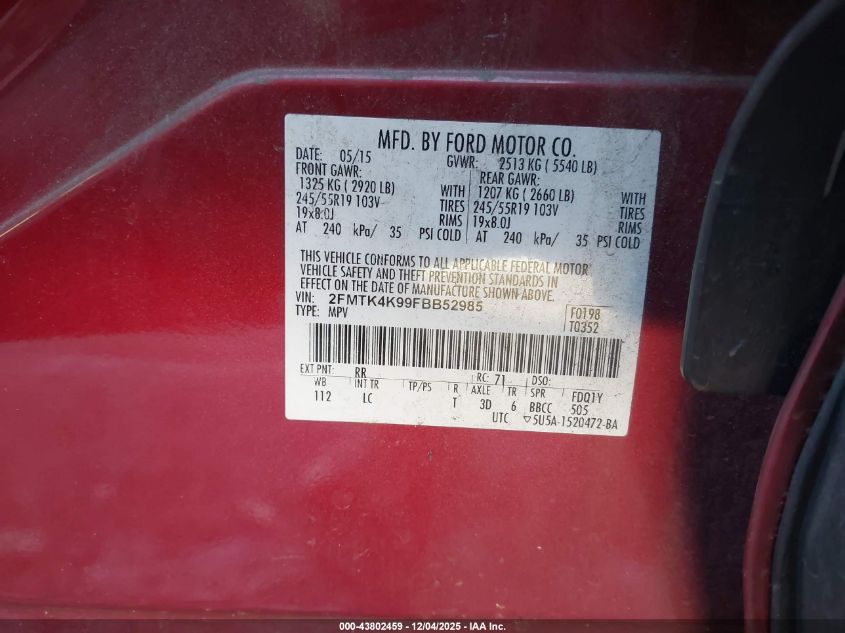 MFD. BY FORD MOTOR CO.
DATE: 05/15 GVWR: 2513 KG ( 5540 LB)
FRONT GAWR: REAR GAWR:
1325 KG ( 2920 LB) WITH 1207 KG ( 2660 LB) WITH
245/55R19 103V TIRES 245/55R19 103V TIRES
19x8.0J RIMS 19x8.0J RIMS
AT 240 kPa/ 35 PSI COLD AT 240 kPa/ 35 PSI COLD
THIS VEHICLE CONFORMS TO ALL APPLICABLE FEDERAL MOTOR
VEHICLE SAFETY AND THEFT PREVENTION STANDARDS IN
EFFECT ON THE DATE OF MANUFACTURE SHOWN ABOVE.
VIN: 2FMTK4K99FBB52985 F0198
TYPE: MPV T0352
EXT PNT: RR RC: 71 DSO:
WB INT TR TP/PS R AXLE TR SPR FDQ1Y
112 LC T 3D 6 BBCC 505
UTC ▽5U5A-1520472-BA
000-43802459 - 12/04/2025 - IAA Inc.